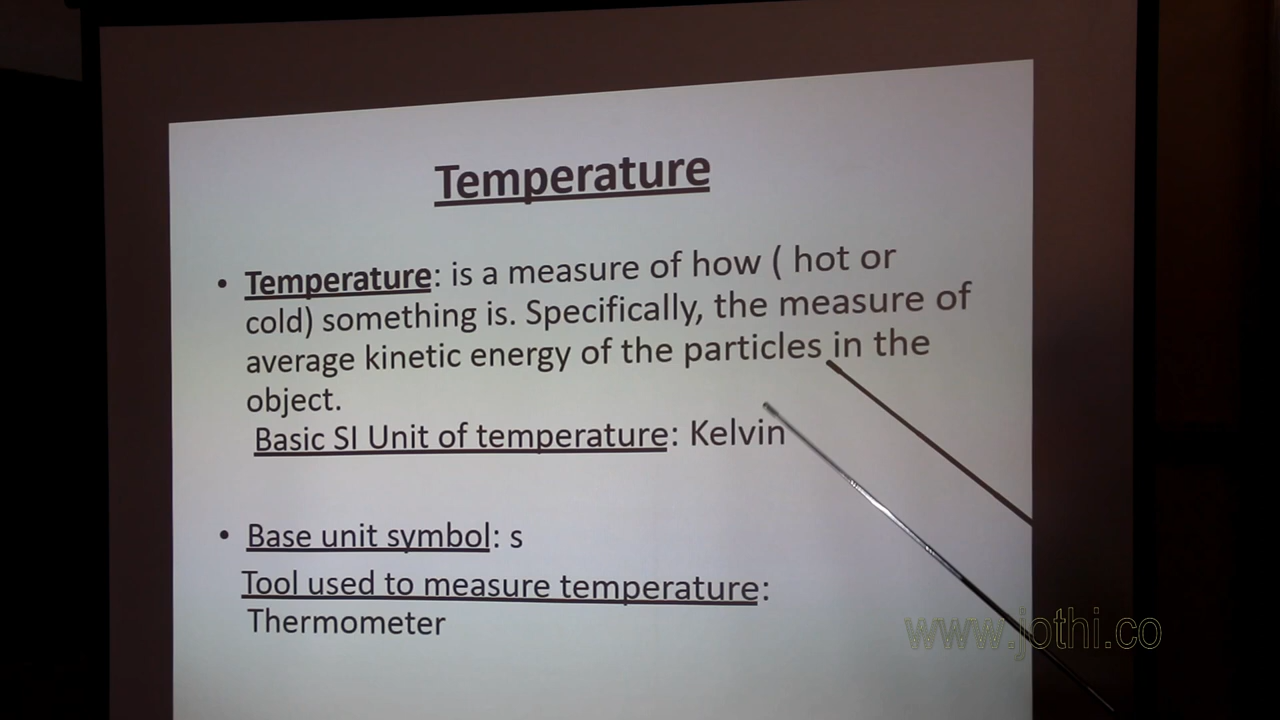 Temperature
• Temperature: is a measure of how ( hot or
cold) something is. Specifically, the measure of
average kinetic energy of the particles in the
object.
Basic SI Unit of temperature: Kelvin
• Base unit symbol: s
Tool used to measure temperature:
Thermometer
www.jothi.co